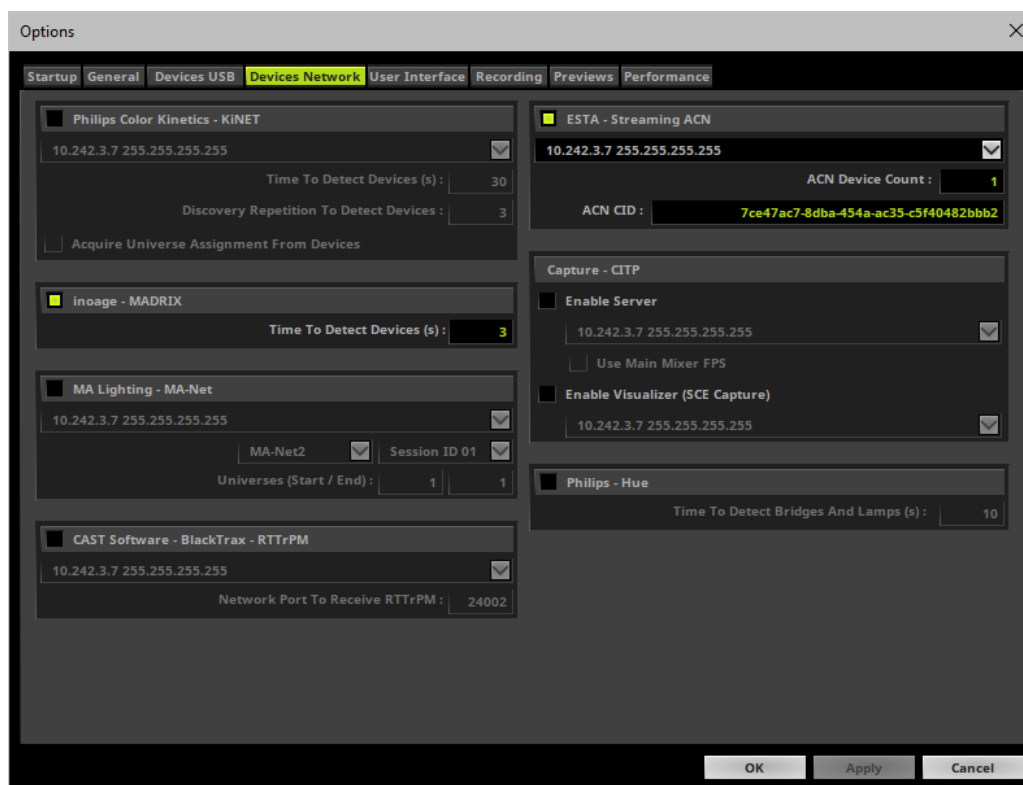 Options
Startup General Devices USB Devices Network User Interface Recording Previews Performance
Philips Color Kinetics - KiNET
10.242.3.7 255.255.255.255
Time To Detect Devices (s) : 30
Discovery Repetition To Detect Devices : 3
Acquire Universe Assignment From Devices
inoage - MADRIX
Time To Detect Devices (s) : 3
MA Lighting - MA-Net
10.242.3.7 255.255.255.255
MA-Net2 Session ID 01
Universes (Start / End) : 1 1
CAST Software - BlackTrax - RTTrPM
10.242.3.7 255.255.255.255
Network Port To Receive RTTrPM : 24002
ESTA - Streaming ACN
10.242.3.7 255.255.255.255
ACN Device Count : 1
ACN CID : 7ce47ac7-8dba-454a-ac35-c5f40482bbb2
Capture - CITP
Enable Server
10.242.3.7 255.255.255.255
Use Main Mixer FPS
Enable Visualizer (SCE Capture)
10.242.3.7 255.255.255.255
Philips - Hue
Time To Detect Bridges And Lamps (s) : 10
OK Apply Cancel